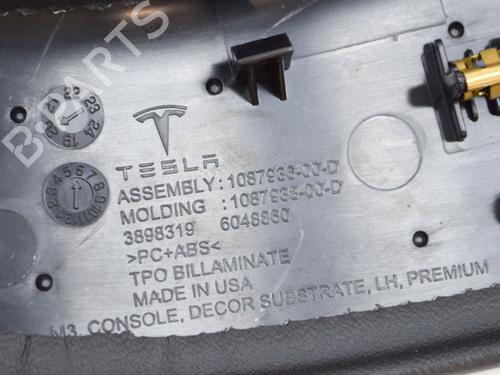 TESLA
ASSEMBLY:1087936-00-D
MOLDING :1087935-00-D
3898319 6048860
>PC+ABS<
TPO BILLAMINATE
MADE IN USA
M3, CONSOLE, DECOR SUBSTRATE, LH, PREMIUM
B-PARTS